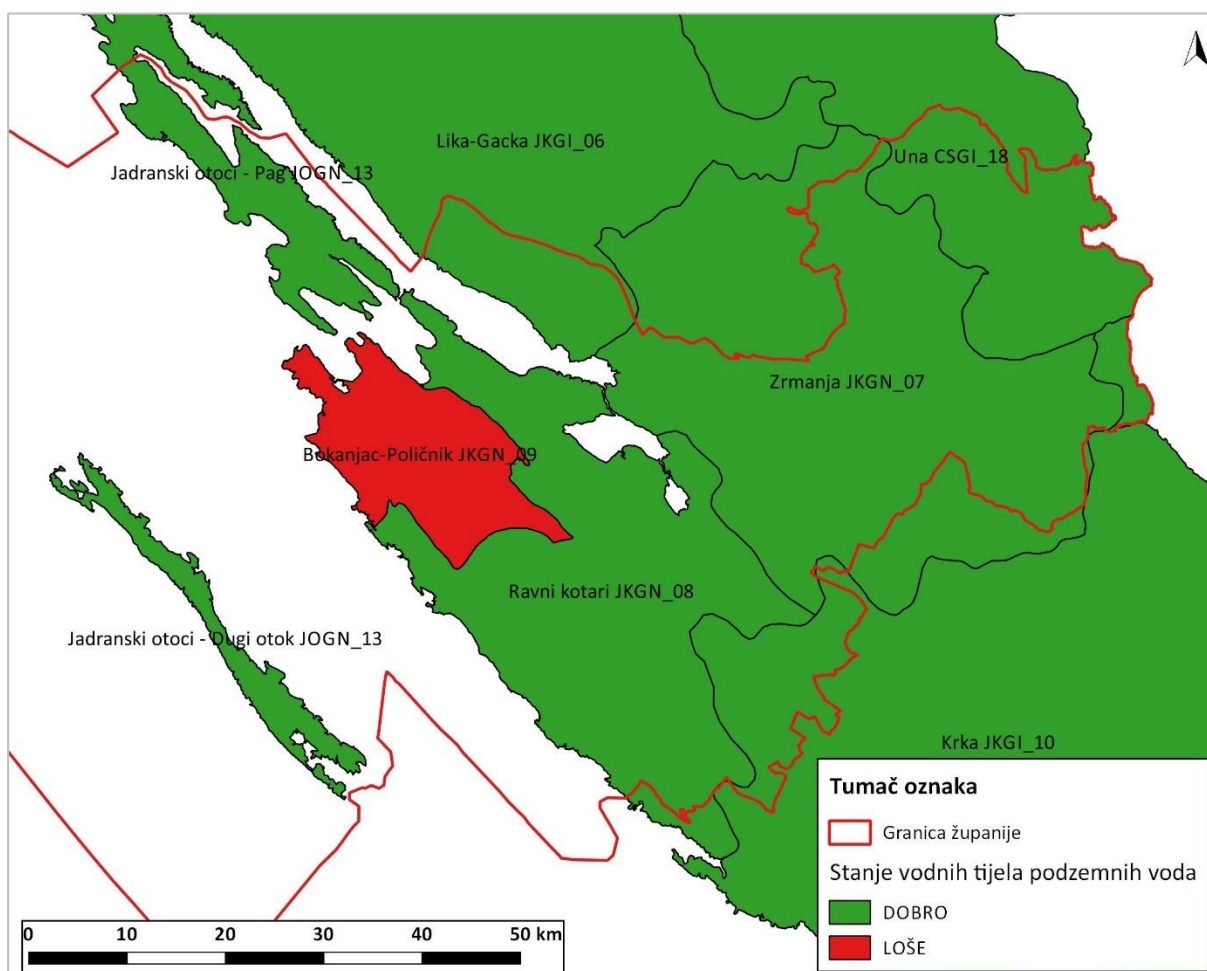 Lika-Gacka JKGI_06
Una CSGI_18
Jadranski otoci - Pag JOGN_13
Zrmanja JKGN_07
Bokanjac-Poličnik JKGN_09
Ravni kotari JKGN_08
Jadranski otoci - Dugi otok JOGN_13
Krka JKGI_10
Tumač oznaka
Granica županije
Stanje vodnih tijela podzemnih voda
DOBRO
LOŠE
0 10 20 30 40 50 km